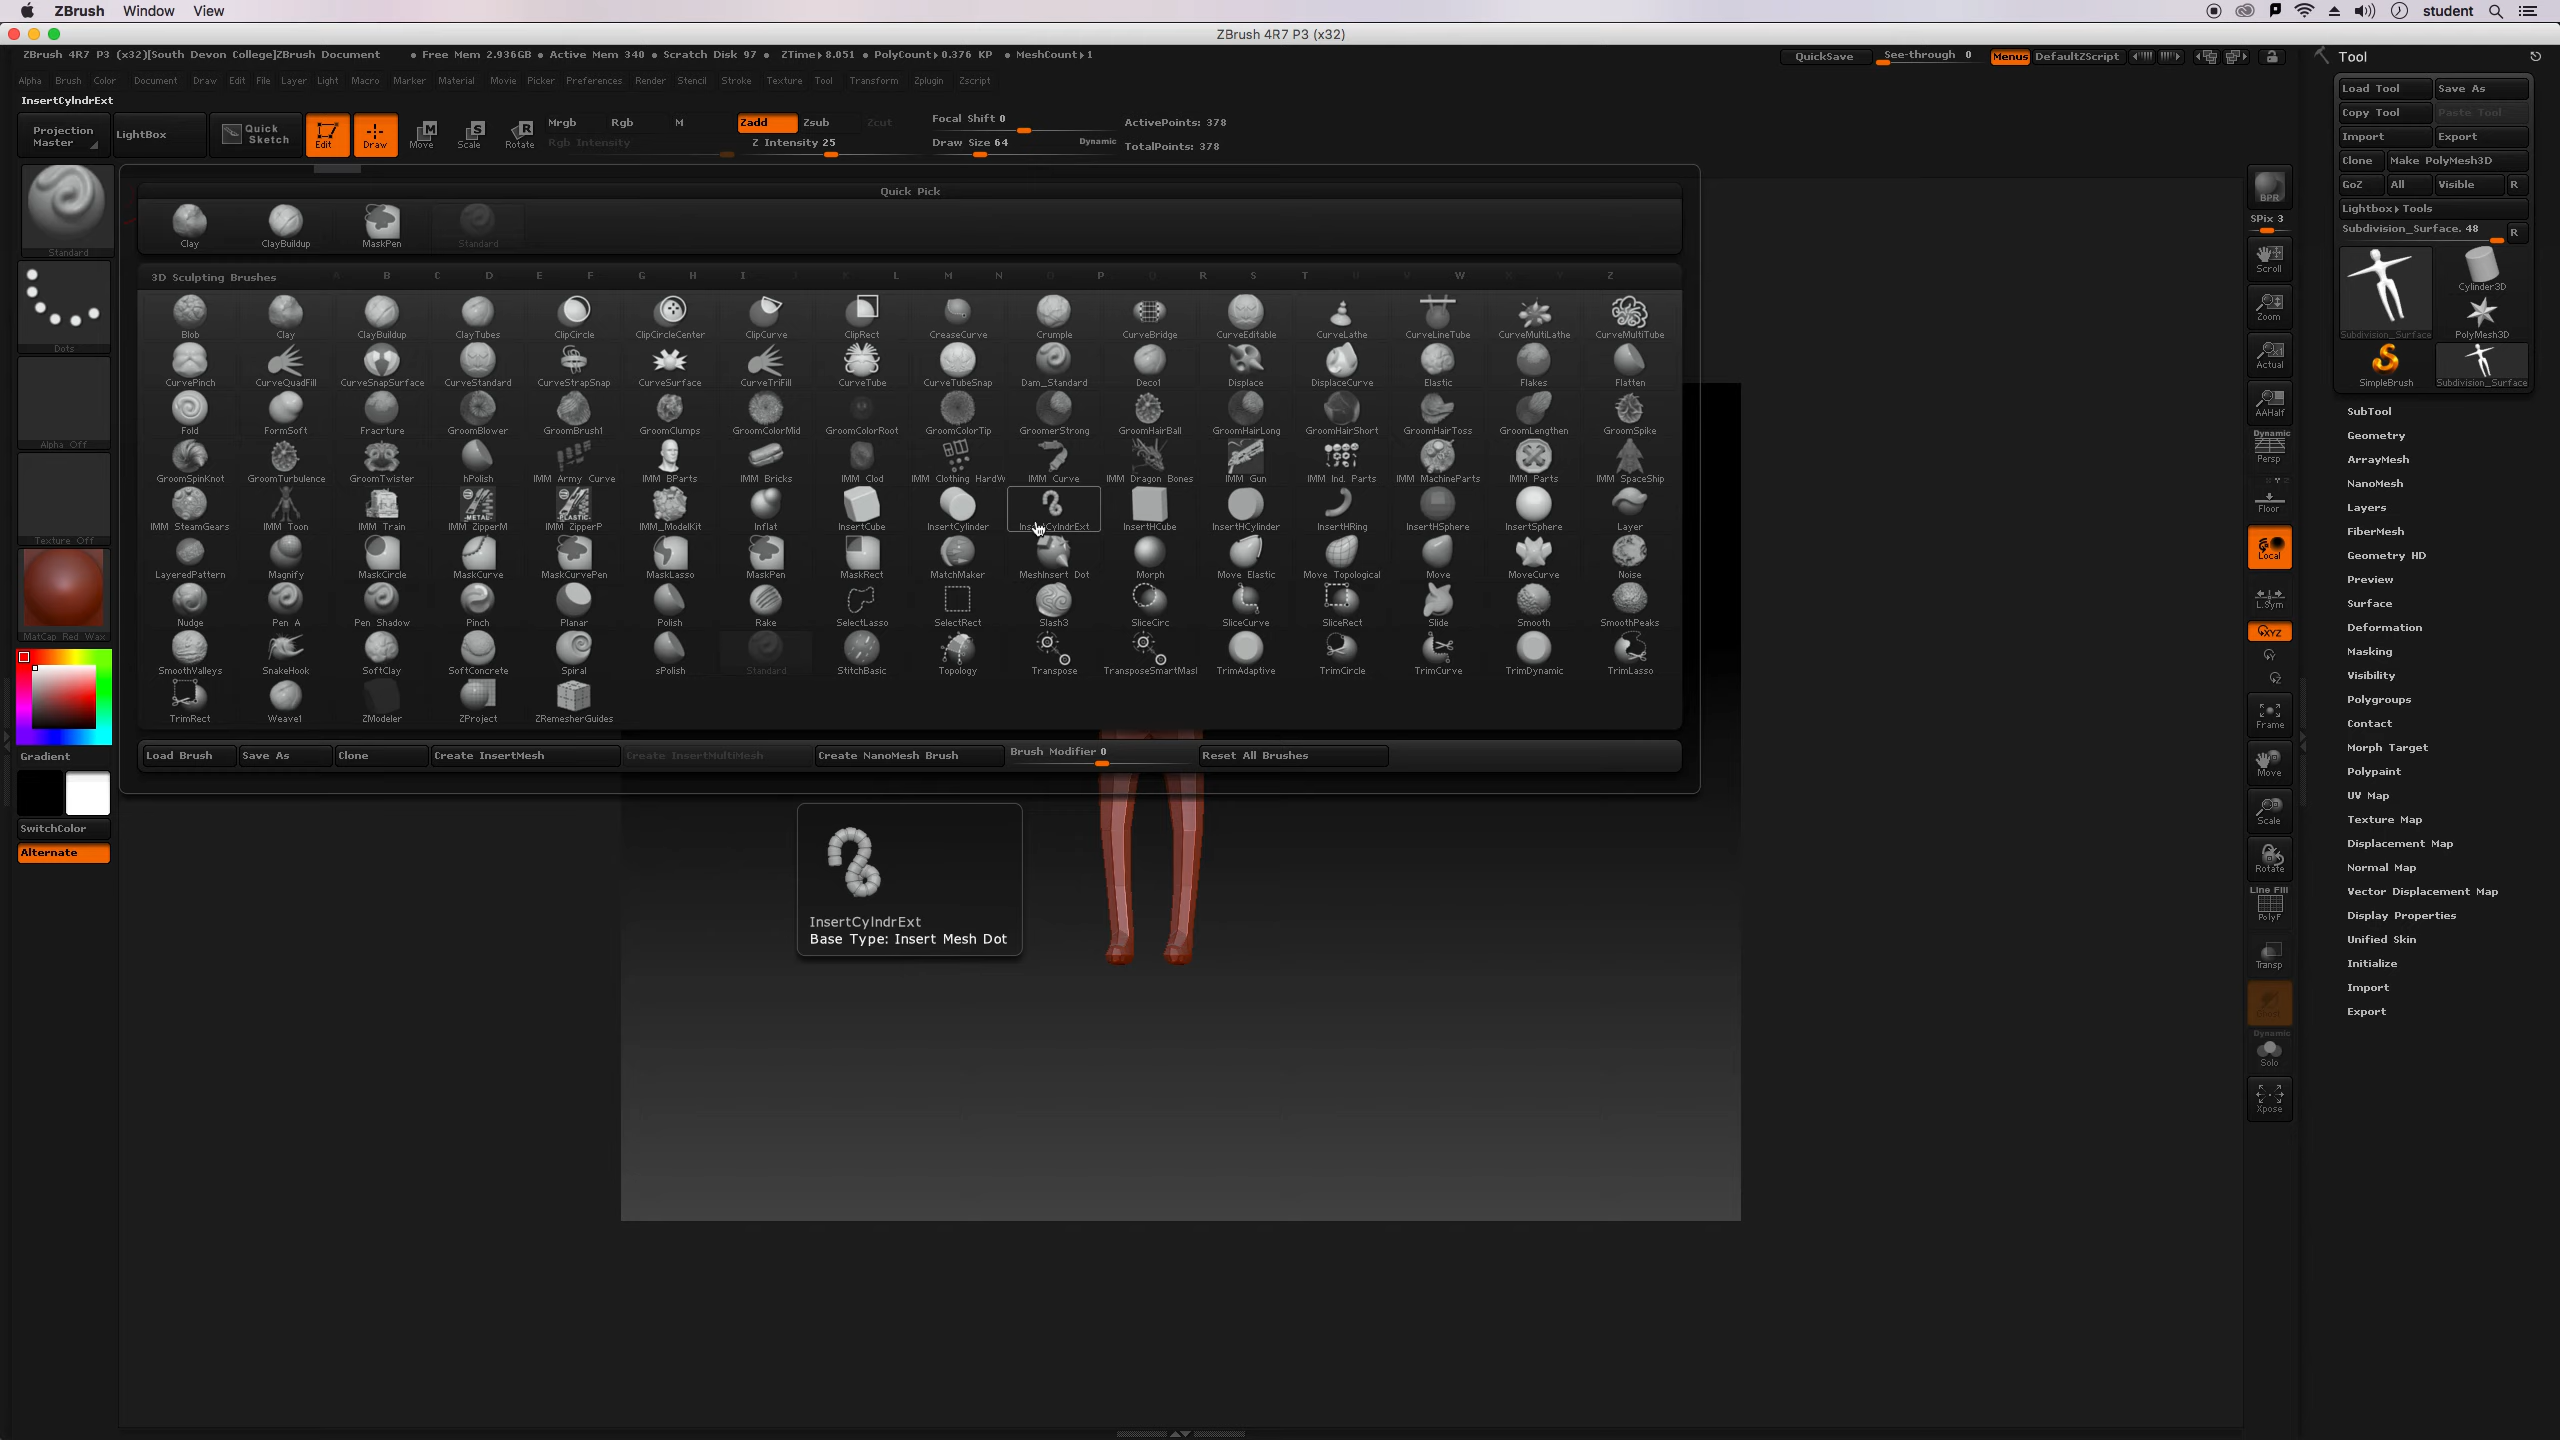 ZBrush Window View student
ZBrush 4R7 P3 (x32)
ZBrush 4R7 P3 (x32)[South Devon College]ZBrush Document • Free Mem 2.936GB • Active Mem 340 • Scratch Disk 97 • ZTime▸8.051 • PolyCount▸0.376 KP • MeshCount▸1 QuickSave See-through 0 Menus DefaultZScript Tool
Alpha Brush Color Document Draw Edit File Layer Light Macro Marker Material Movie Picker Preferences Render Stencil Stroke Texture Tool Transform Zplugin Zscript
InsertCylndrExt
Projection Master LightBox Quick Sketch Edit Draw Move Scale Rotate
Mrgb Rgb M Zadd Zsub Zcut Focal Shift 0 ActivePoints: 378
Rgb Intensity Z Intensity 25 Draw Size 64 Dynamic TotalPoints: 378
Quick Pick
Clay ClayBuildup MaskPen Standard
3D Sculpting Brushes A B C D E F G H I J K L M N O P Q R S T U V W X Y Z
Blob Clay ClayBuildup ClayTubes ClipCircle ClipCircleCenter ClipCurve ClipRect CreaseCurve Crumple CurveBridge CurveEditable CurveLathe CurveLineTube CurveMultiLathe CurveMultiTube
CurvePinch CurveQuadFill CurveSnapSurface CurveStandard CurveStrapSnap CurveSurface CurveTriFill CurveTube CurveTubeSnap Dam_Standard Deco1 Displace DisplaceCurve Elastic Flakes Flatten
Fold FormSoft Fracrture GroomBlower GroomBrush1 GroomClumps GroomColorMid GroomColorRoot GroomColorTip GroomerStrong GroomHairBall GroomHairLong GroomHairShort GroomHairToss GroomLengthen GroomSpike
GroomSpinKnot GroomTurbulence GroomTwister hPolish IMM Army Curve IMM BParts IMM Bricks IMM Clod IMM Clothing HardW IMM Curve IMM Dragon Bones IMM Gun IMM Ind. Parts IMM MachineParts IMM Parts IMM SpaceShip
IMM SteamGears IMM Toon IMM Train IMM ZipperM IMM ZipperP IMM_ModelKit Inflat InsertCube InsertCylinder InsertCylndrExt InsertHCube InsertHCylinder InsertHRing InsertHSphere InsertSphere Layer
LayeredPattern Magnify MaskCircle MaskCurve MaskCurvePen MaskLasso MaskPen MaskRect MatchMaker MeshInsert Dot Morph Move Elastic Move Topological Move MoveCurve Noise
Nudge Pen A Pen Shadow Pinch Planar Polish Rake SelectLasso SelectRect Slash3 SliceCirc SliceCurve SliceRect Slide Smooth SmoothPeaks
SmoothValleys SnakeHook SoftClay SoftConcrete Spiral sPolish Standard StitchBasic Topology Transpose TransposeSmartMasl TrimAdaptive TrimCircle TrimCurve TrimDynamic TrimLasso
TrimRect Weave1 ZModeler ZProject ZRemesherGuides
Load Brush Save As Clone Create InsertMesh Create InsertMultiMesh Create NanoMesh Brush Brush Modifier 0 Reset All Brushes
InsertCylndrExt
Base Type: Insert Mesh Dot
Standard
Dots
Alpha Off
Texture Off
MatCap Red Wax
Gradient
SwitchColor
Alternate
BPR
SPix 3
Scroll
Zoom
Actual
AAHalf
Dynamic
Persp
Floor
Local
L.Sym
XYZ
Y
Z
Frame
Move
Scale
Rotate
Line Fill
PolyF
Transp
Ghost
Dynamic
Solo
Xpose
Load Tool Save As
Copy Tool Paste Tool
Import Export
Clone Make PolyMesh3D
GoZ All Visible R
Lightbox▸Tools
Subdivision_Surface. 48 R
Cylinder3D
Subdivision_Surface PolyMesh3D
SimpleBrush Subdivision_Surface
SubTool
Geometry
ArrayMesh
NanoMesh
Layers
FiberMesh
Geometry HD
Preview
Surface
Deformation
Masking
Visibility
Polygroups
Contact
Morph Target
Polypaint
UV Map
Texture Map
Displacement Map
Normal Map
Vector Displacement Map
Display Properties
Unified Skin
Initialize
Import
Export